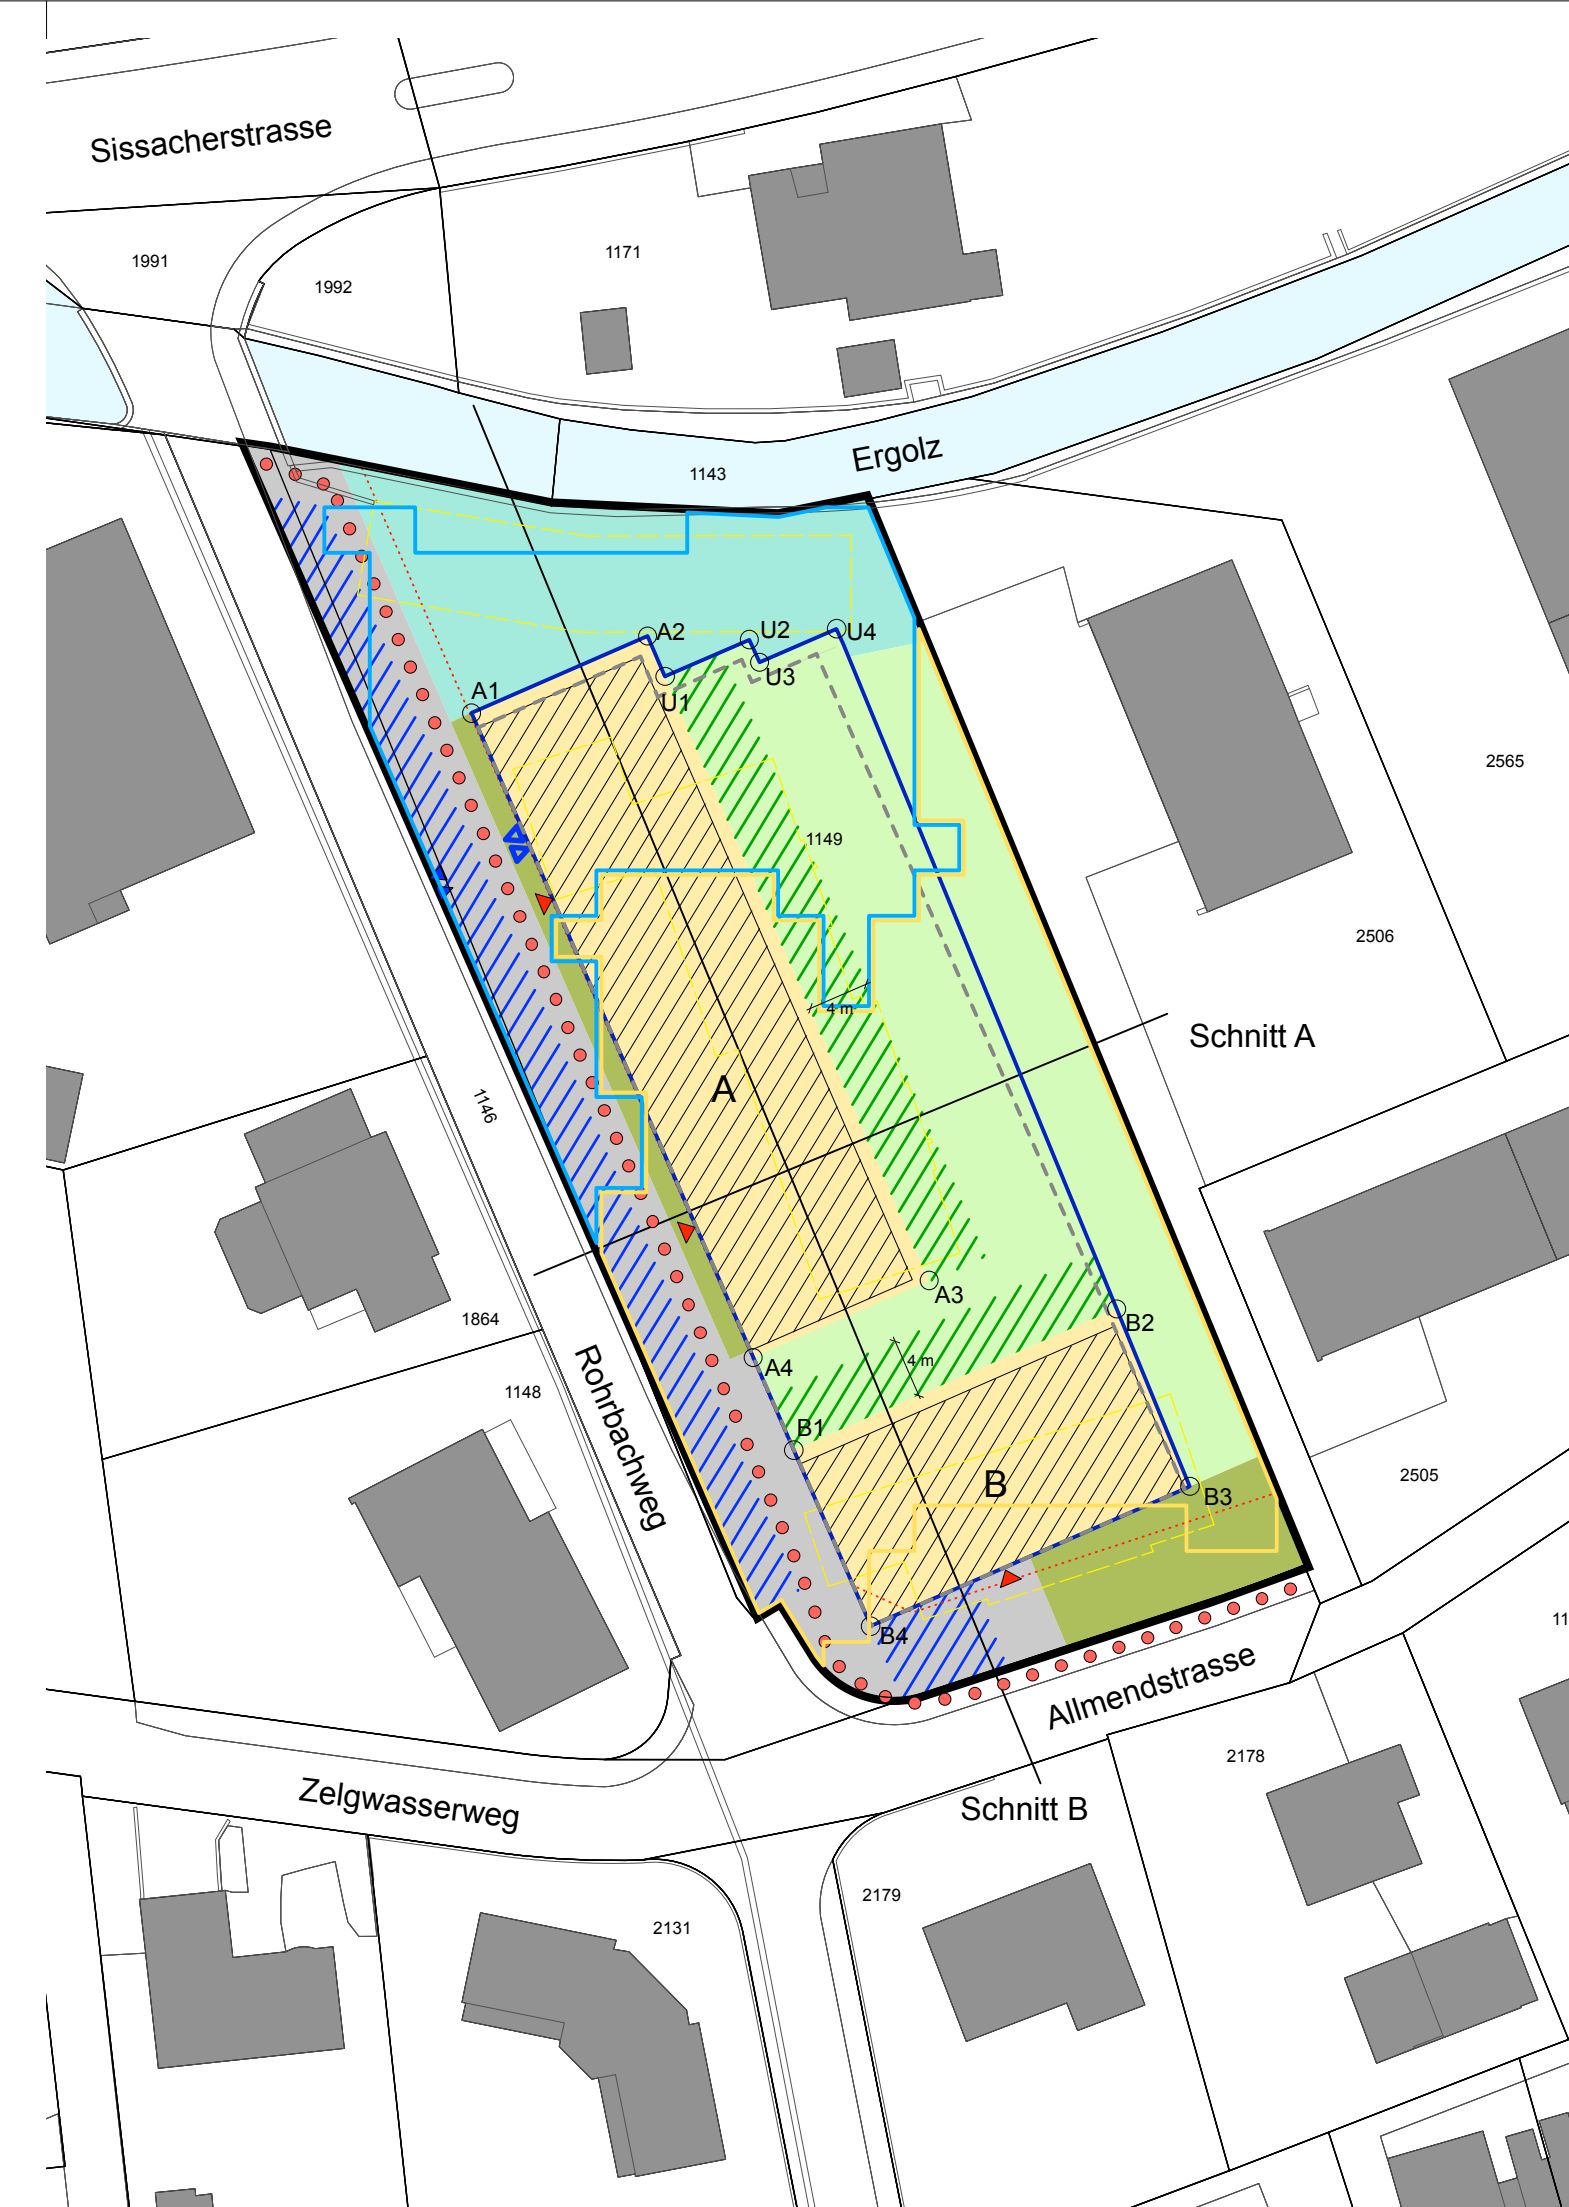 Sissacherstrasse
1991
1992
1171
Ergolz
1143
A2
U2
U4
U3
A1
U1
2565
1149
2506
4 m
Schnitt A
A
1146
A3
B2
1864
4 m
A4
1148
Rohrbachweg
B1
2505
B
B3
11
B4
Allmendstrasse
2178
Zelgwasserweg
Schnitt B
2179
2131